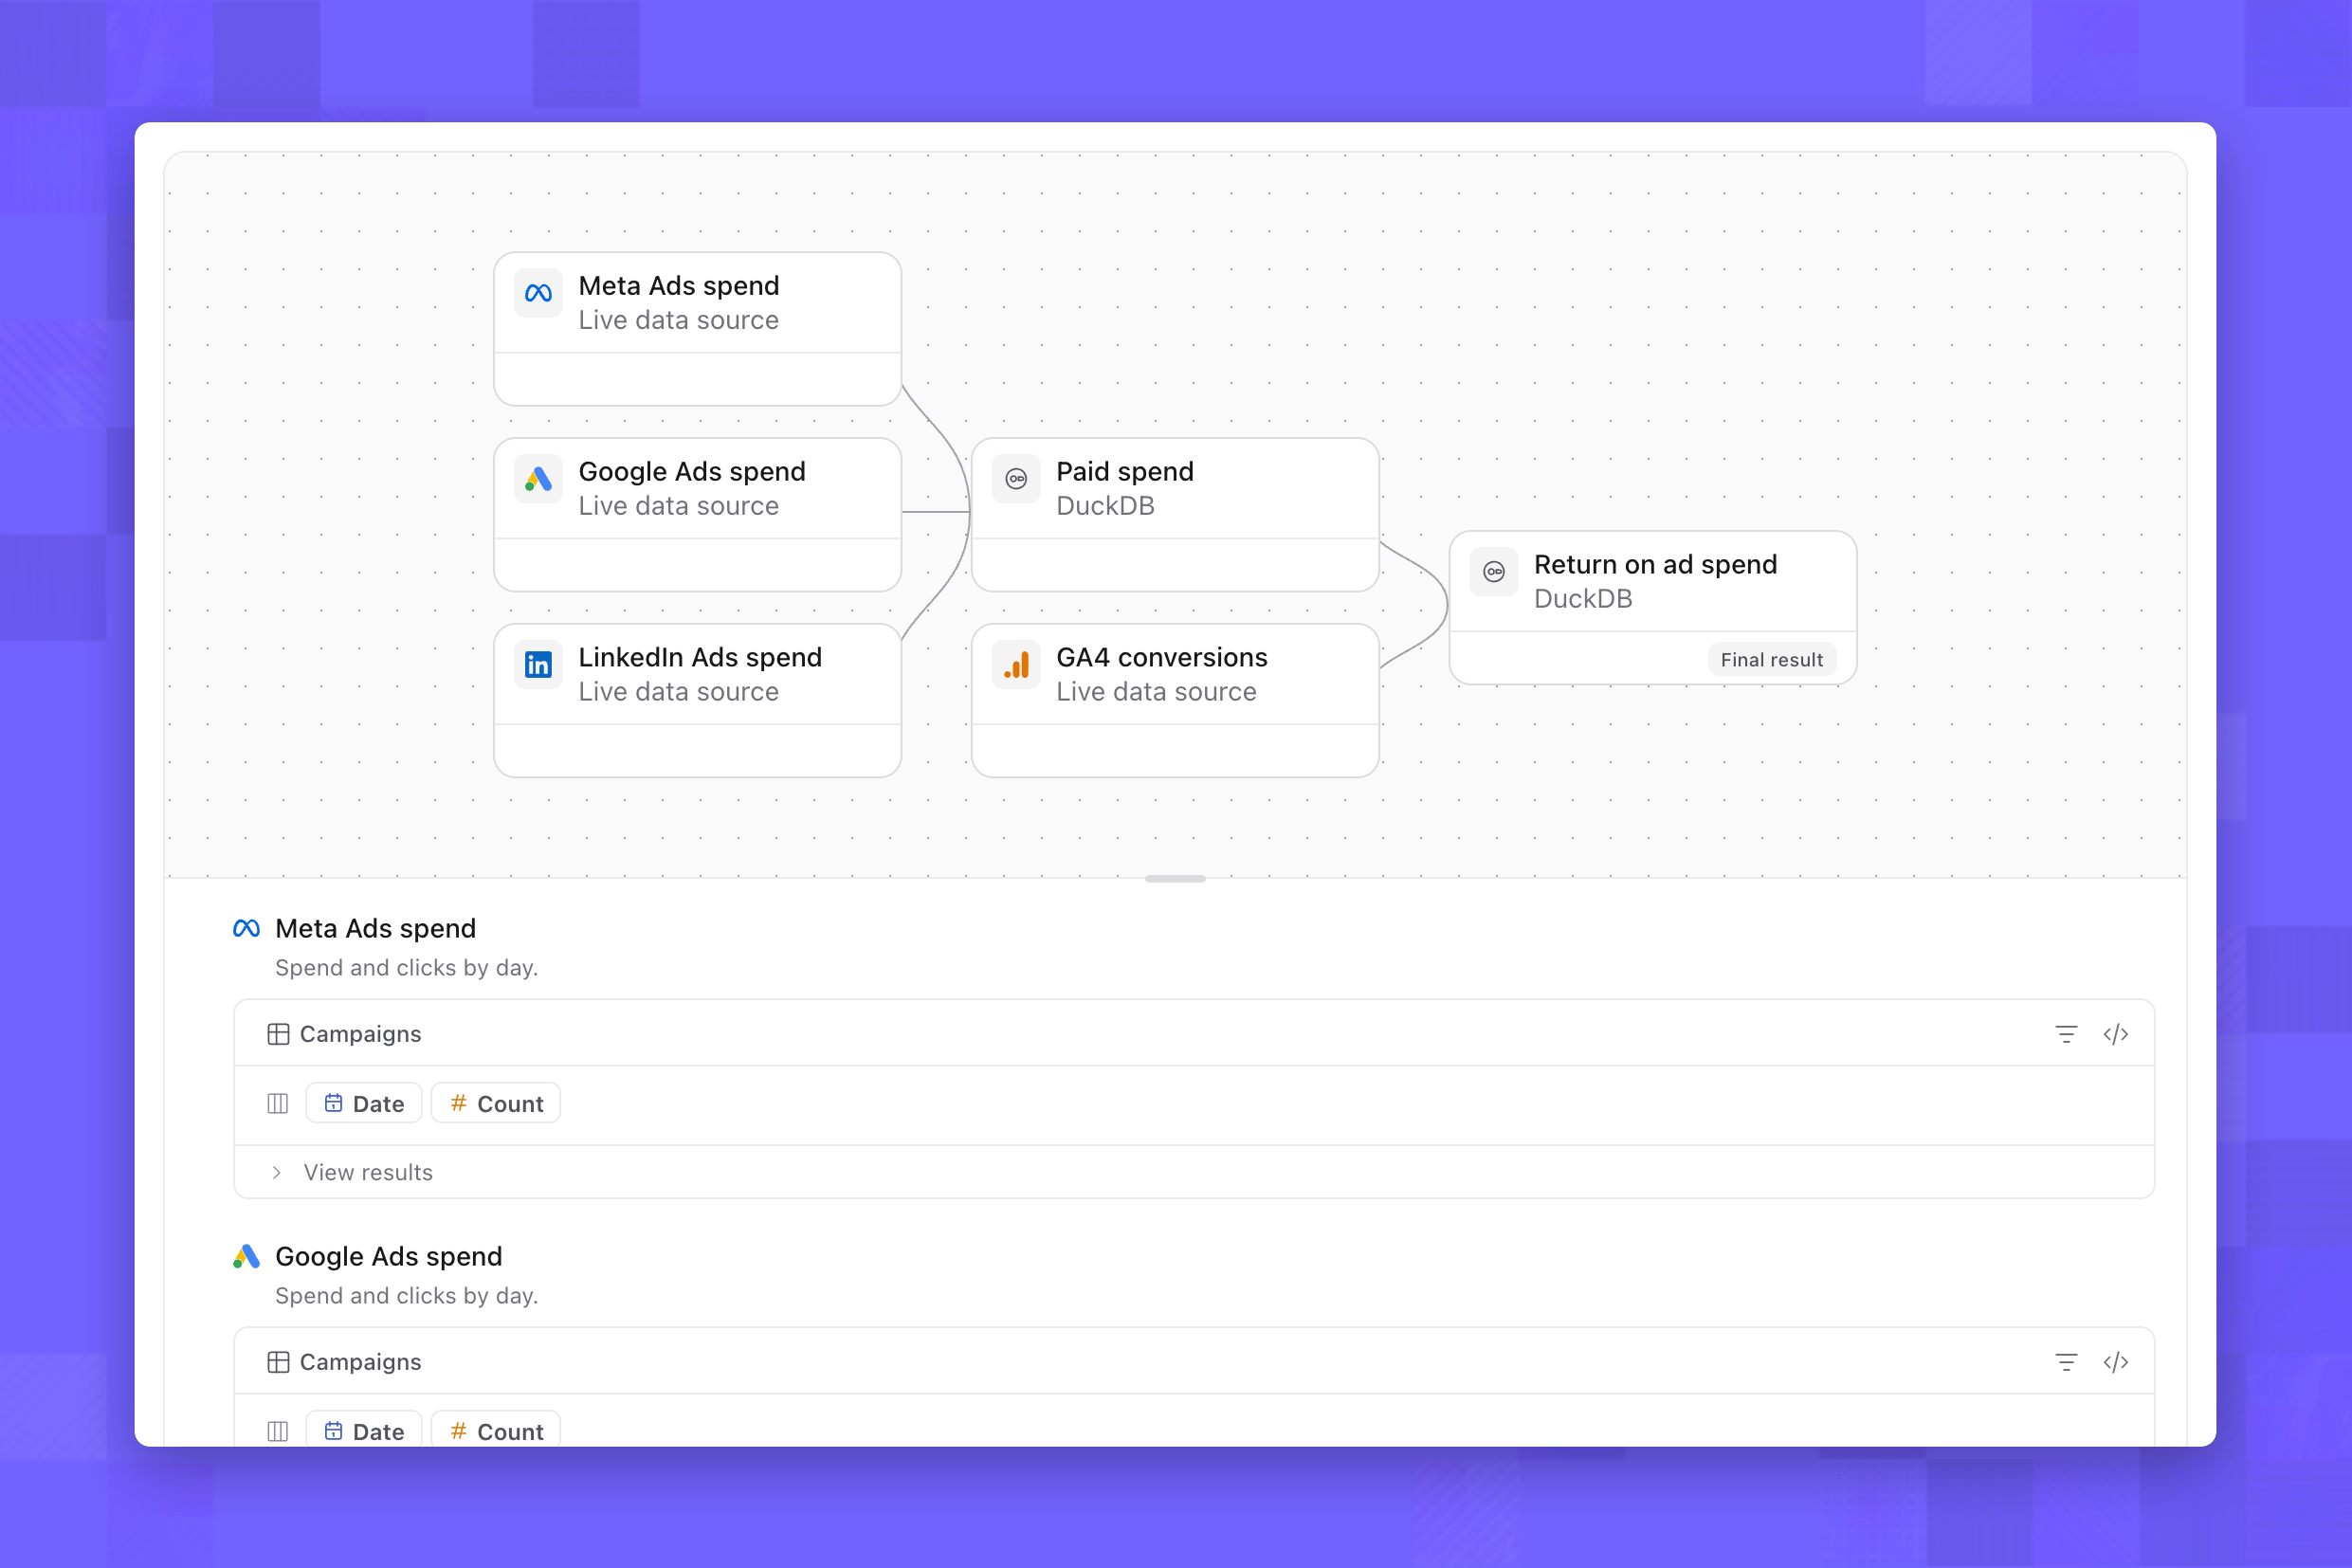 Meta Ads spend
Live data source
Google Ads spend
Live data source
LinkedIn Ads spend
Live data source
Paid spend
DuckDB
GA4 conversions
Live data source
Return on ad spend
DuckDB
Final result
Meta Ads spend
Spend and clicks by day.
Campaigns
Date # Count
View results
Google Ads spend
Spend and clicks by day.
Campaigns
Date # Count